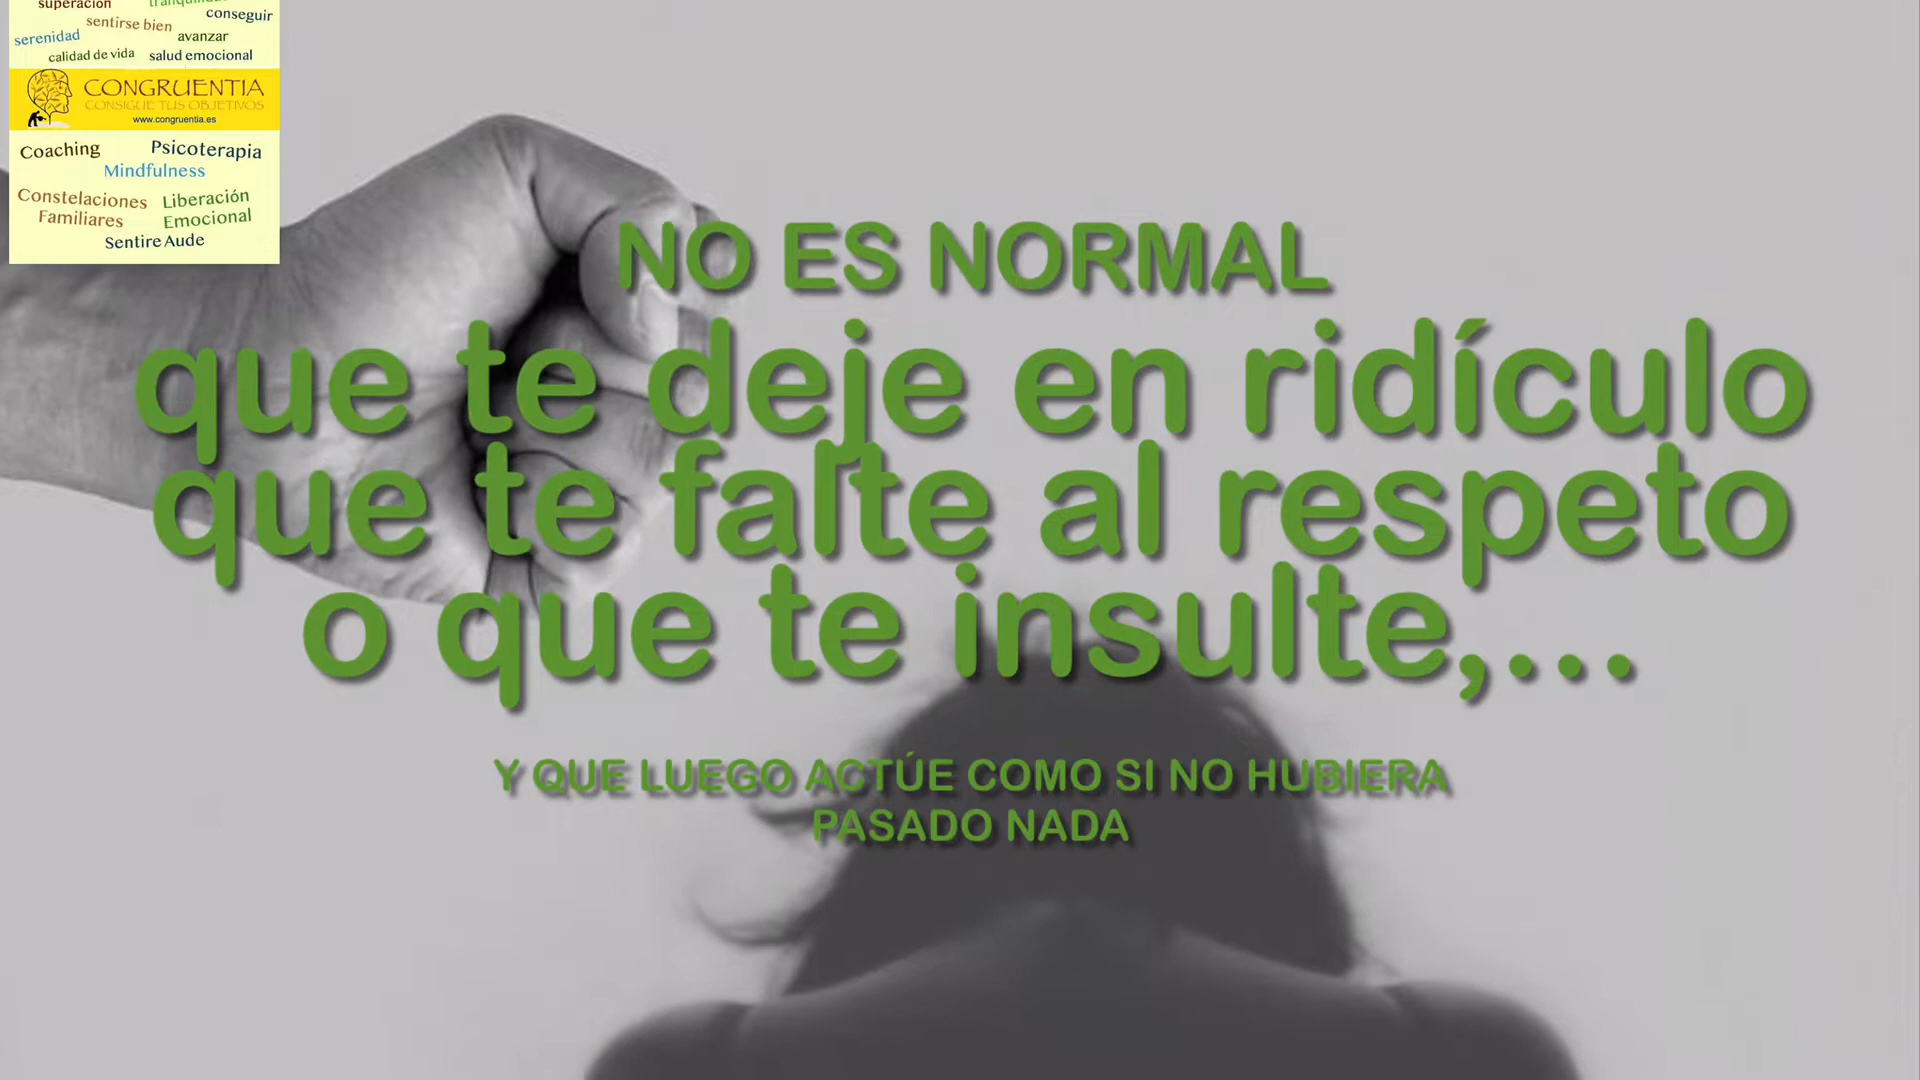 superación tranquilidad
sentirse bien conseguir
serenidad avanzar
calidad de vida salud emocional
CONGRUENTIA
CONSIGUE TUS OBJETIVOS
www.congruentia.es
Coaching Psicoterapia
Mindfulness
Constelaciones Liberación
Familiares Emocional
Sentire Aude
NO ES NORMAL
que te deje en ridículo
que te falte al respeto
o que te insulte,...
Y QUE LUEGO ACTÚE COMO SI NO HUBIERA
PASADO NADA